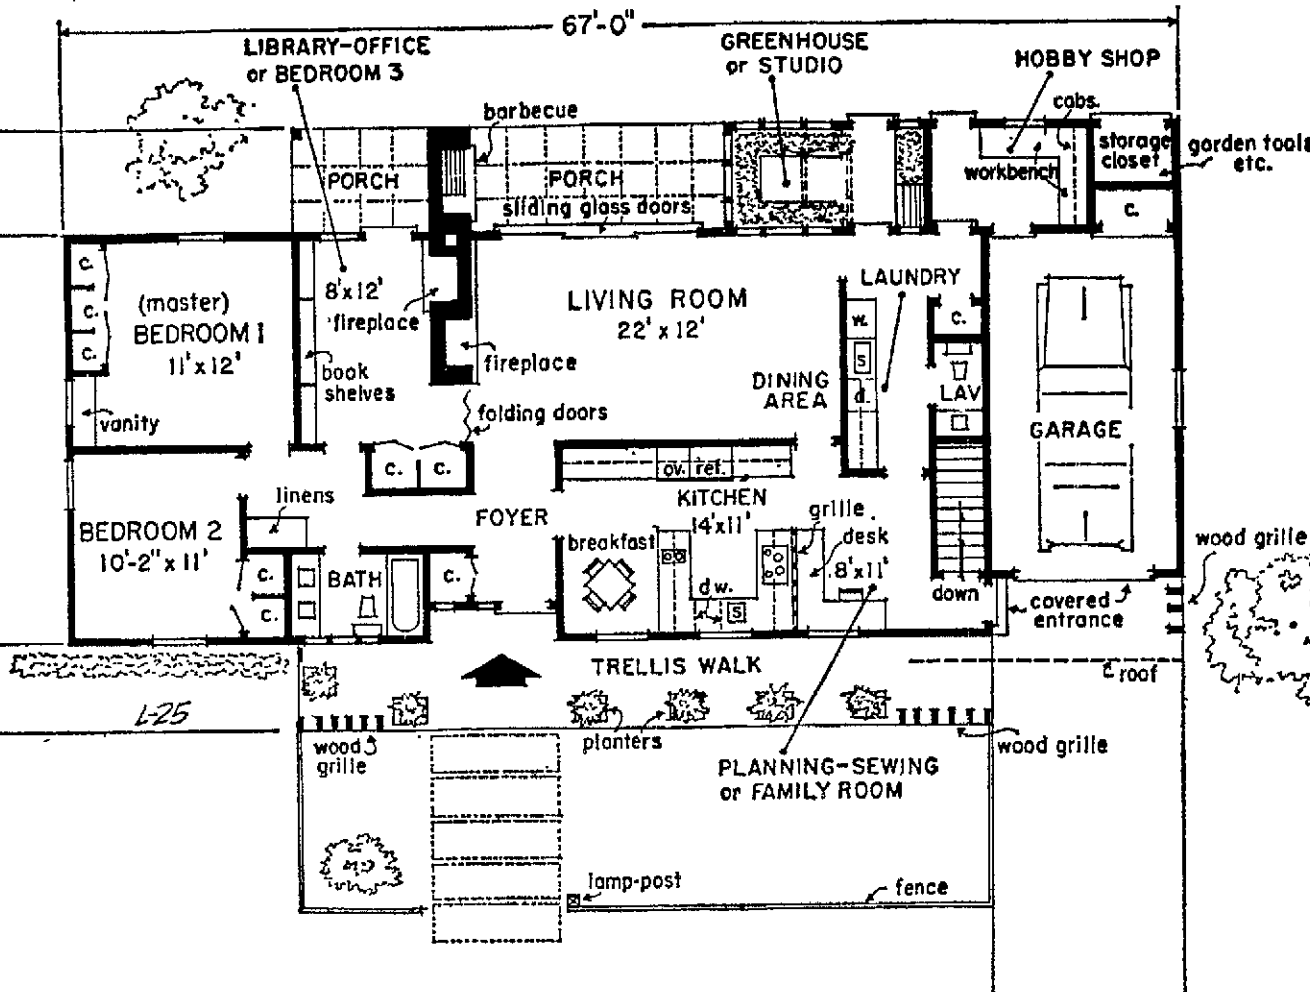 67'-0"
LIBRARY-OFFICE
or BEDROOM 3
GREENHOUSE
or STUDIO
HOBBY SHOP
barbecue
cabs.
storage
closet
garden tools
etc.
PORCH
PORCH
workbench
sliding glass doors
c.
c.
8'x12'
LIVING ROOM
22' x 12'
LAUNDRY
(master)
BEDROOM 1
11'x12'
c.
fireplace
w.
c.
c.
book
shelves
fireplace
S
DINING
AREA
d.
LAV
vanity
folding doors
GARAGE
c.
c.
ov.
ref.
linens
KITCHEN
14'x11'
FOYER
grille
desk
BEDROOM 2
10'-2" x 11'
breakfast
wood grille
c.
BATH
c.
8'x11'
dw.
S
down
covered
entrance
c.
TRELLIS WALK
roof
L-25
planters
wood
grille
wood grille
PLANNING-SEWING
or FAMILY ROOM
lamp-post
fence